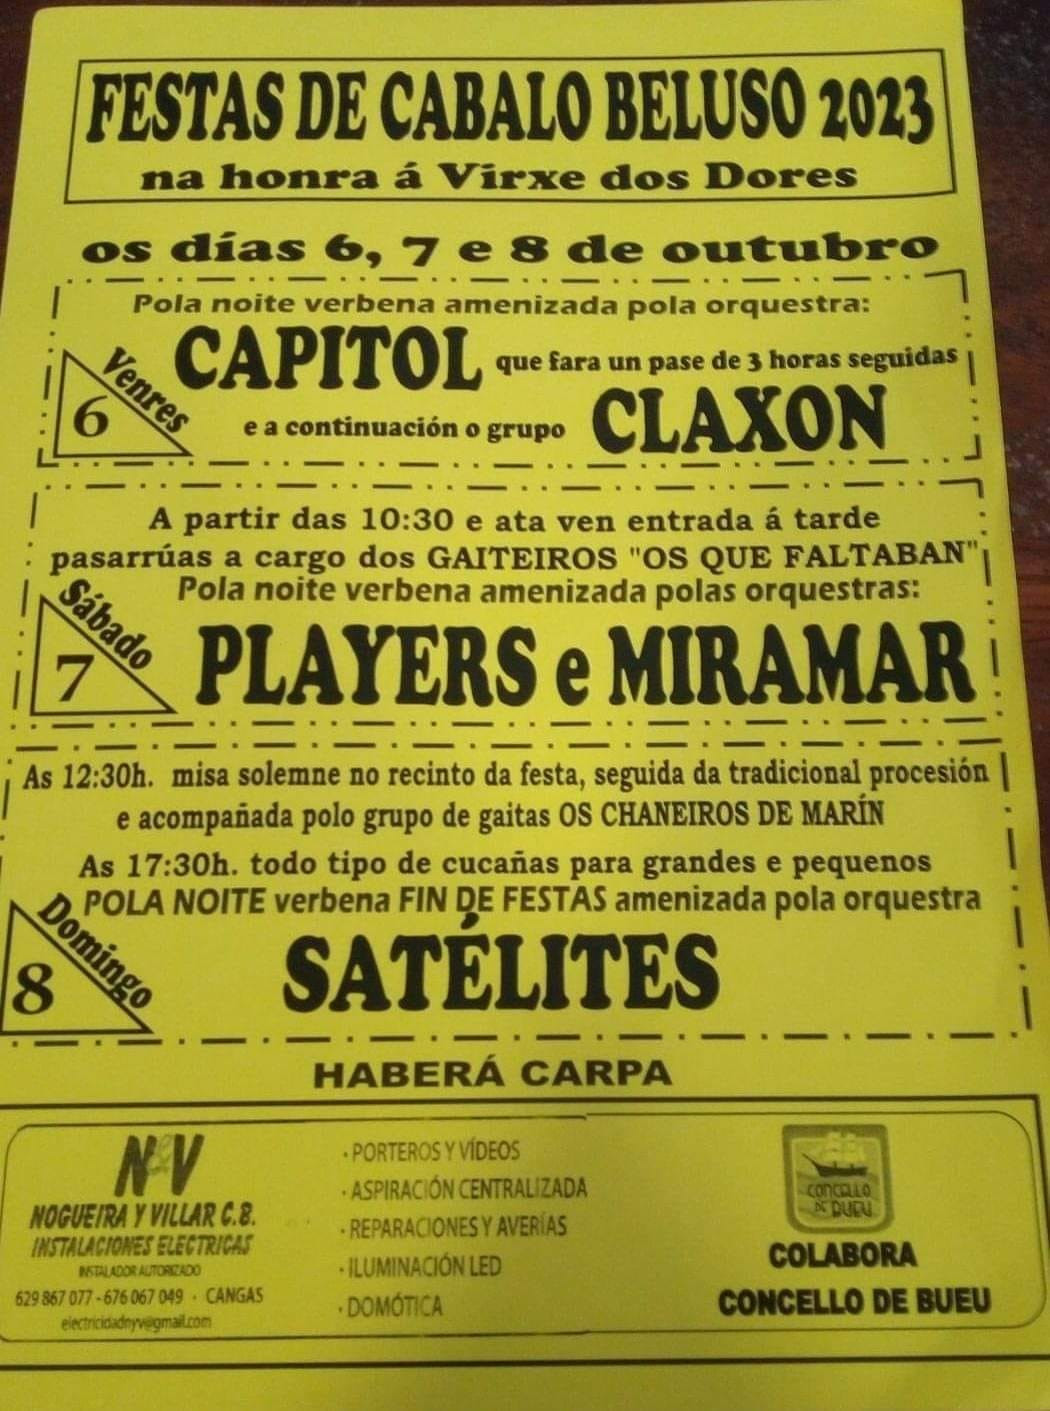 FESTAS DE CABALO BELUSO 2023
na honra á Virxe dos Dores
os días 6, 7 e 8 de outubro
Pola noite verbena amenizada pola orquestra:
CAPITOL que fara un pase de 3 horas seguidas
Venres
6
e a continuación o grupo CLAXON
A partir das 10:30 e ata ven entrada á tarde
pasarrúas a cargo dos GAITEIROS "OS QUE FALTABAN"
Pola noite verbena amenizada polas orquestras:
Sábado
7
PLAYERS e MIRAMAR
As 12:30h. misa solemne no recinto da festa, seguida da tradicional procesión
e acompañada polo grupo de gaitas OS CHANEIROS DE MARÍN
As 17:30h. todo tipo de cucañas para grandes e pequenos
POLA NOITE verbena FIN DE FESTAS amenizada pola orquestra
Domingo
8
SATÉLITES
HABERÁ CARPA
N&V
NOGUEIRA Y VILLAR C.B.
INSTALACIONES ELECTRICAS
INSTALADOR AUTORIZADO
629 867 077 - 676 067 049 · CANGAS
electricidadnyv@gmail.com
· PORTEROS Y VÍDEOS
· ASPIRACIÓN CENTRALIZADA
· REPARACIONES Y AVERÍAS
· ILUMINACIÓN LED
· DOMÓTICA
CONCELLO
DE BUEU
COLABORA
CONCELLO DE BUEU